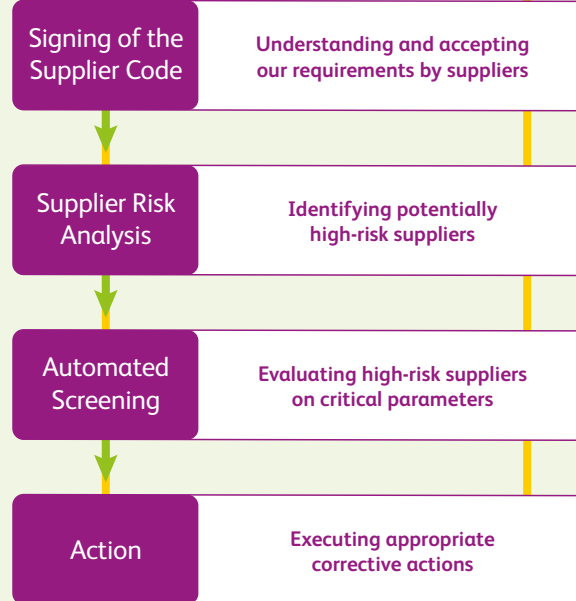 Signing of the
Supplier Code
Understanding and accepting
our requirements by suppliers
Supplier Risk
Analysis
Identifying potentially
high-risk suppliers
Automated
Screening
Evaluating high-risk suppliers
on critical parameters
Action
Executing appropriate
corrective actions